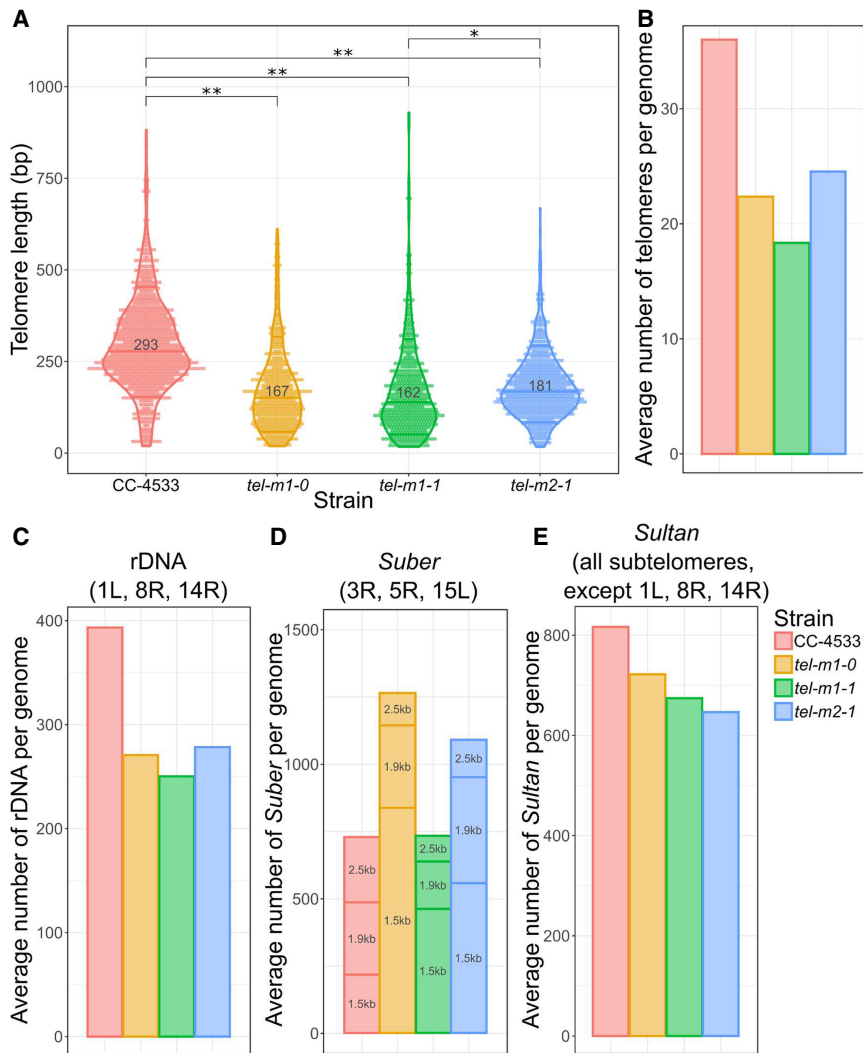 A
Telomere length (bp)
1000
750
500
250
0
**
**
**
*
293
167
162
181
CC-4533
tel-m1-0
tel-m1-1
tel-m2-1
Strain
B
Average number of telomeres per genome
30
20
10
0
C
rDNA
(1L, 8R, 14R)
Average number of rDNA per genome
400
300
200
100
0
D
Suber
(3R, 5R, 15L)
Average number of Suber per genome
1500
1000
500
0
2.5kb
1.9kb
1.5kb
2.5kb
1.9kb
1.5kb
2.5kb
1.9kb
1.5kb
2.5kb
1.9kb
1.5kb
E
Sultan
(all subtelomeres,
except 1L, 8R, 14R)
Average number of Sultan per genome
800
600
400
200
0
Strain
CC-4533
tel-m1-0
tel-m1-1
tel-m2-1